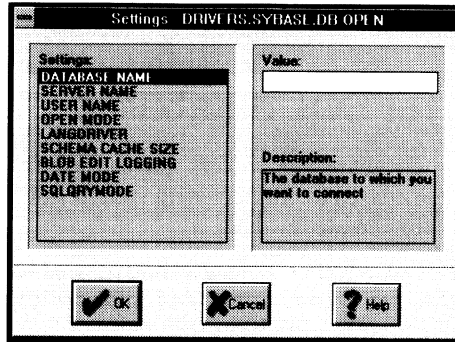 Settings DRIVERS.SYBASE.DB OPEN
Settings:
DATABASE NAME
SERVER NAME
USER NAME
OPEN MODE
LANGDRIVER
SCHEMA CACHE SIZE
BLOB EDIT LOGGING
DATE MODE
SQLQRYMODE
Value:
Description:
The database to which you
want to connect
OK
Cancel
Help